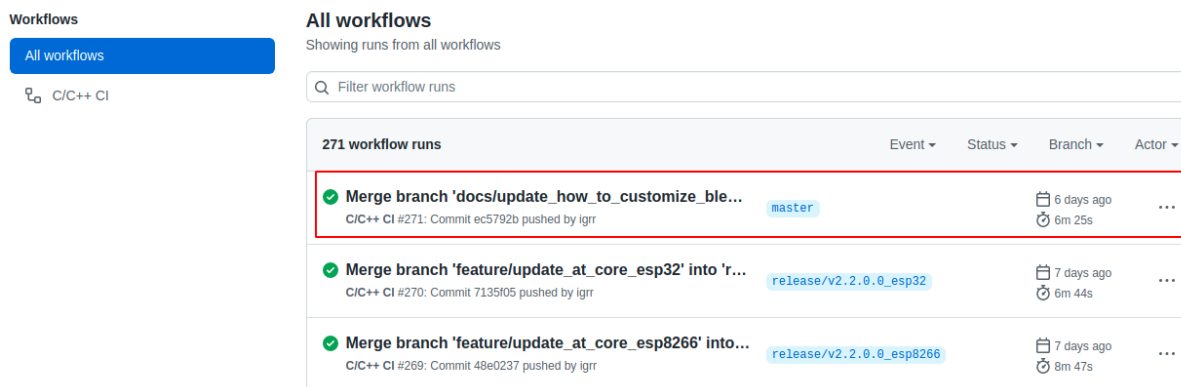 Workflows
All workflows
C/C++ CI
All workflows
Showing runs from all workflows
Filter workflow runs
271 workflow runs
Event
Status
Branch
Actor
Merge branch 'docs/update_how_to_customize_ble...
C/C++ CI #271: Commit ec5792b pushed by igrr
master
6 days ago
6m 25s
Merge branch 'feature/update_at_core_esp32' into 'r...
C/C++ CI #270: Commit 7135f05 pushed by igrr
release/v2.2.0.0_esp32
7 days ago
6m 44s
Merge branch 'feature/update_at_core_esp8266' into...
C/C++ CI #269: Commit 48e0237 pushed by igrr
release/v2.2.0.0_esp8266
7 days ago
8m 47s